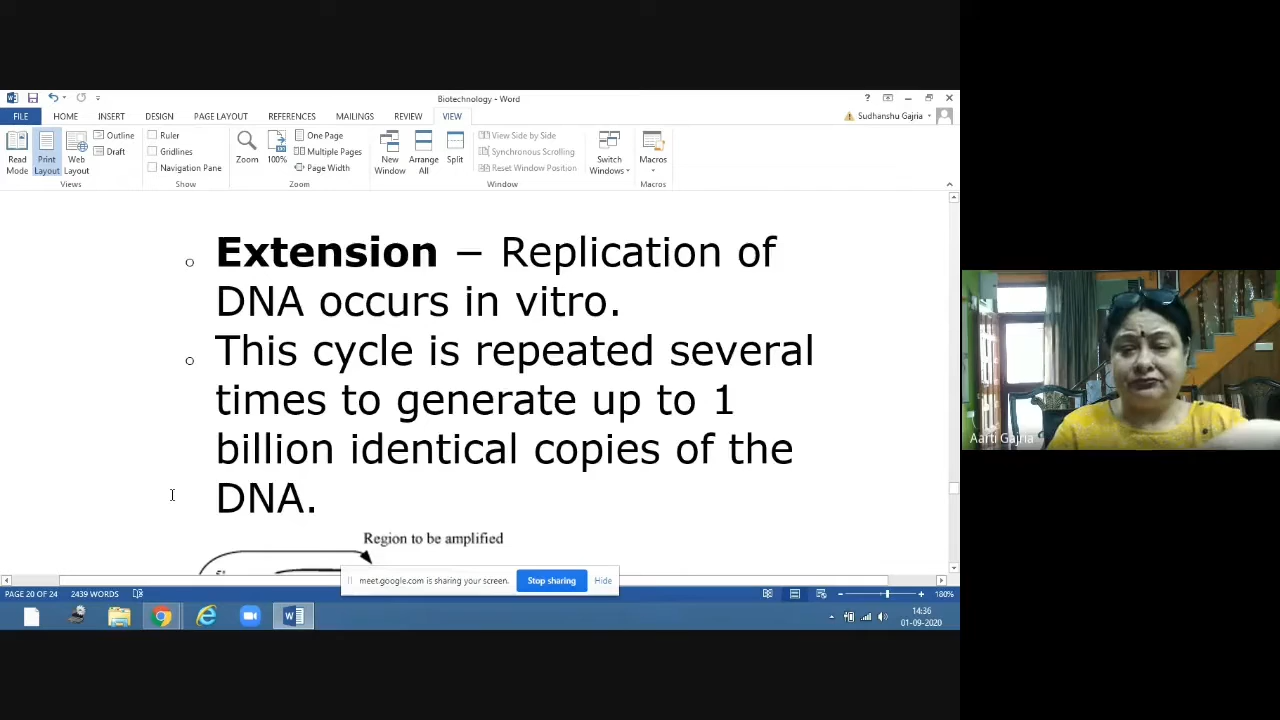 Biotechnology - Word
FILE HOME INSERT DESIGN PAGE LAYOUT REFERENCES MAILINGS REVIEW VIEW Sudhanshu Gajria
Read Mode Print Layout Web Layout Outline Draft
Ruler Gridlines Navigation Pane
Zoom 100% One Page Multiple Pages Page Width
New Window Arrange All Split
View Side by Side Synchronous Scrolling Reset Window Position
Switch Windows Macros
Views Show Zoom Window Macros
Extension – Replication of
DNA occurs in vitro.
This cycle is repeated several
times to generate up to 1
billion identical copies of the
DNA.
Region to be amplified
meet.google.com is sharing your screen. Stop sharing Hide
PAGE 20 OF 24 2439 WORDS 180%
14:36
01-09-2020
Aarti Gajria